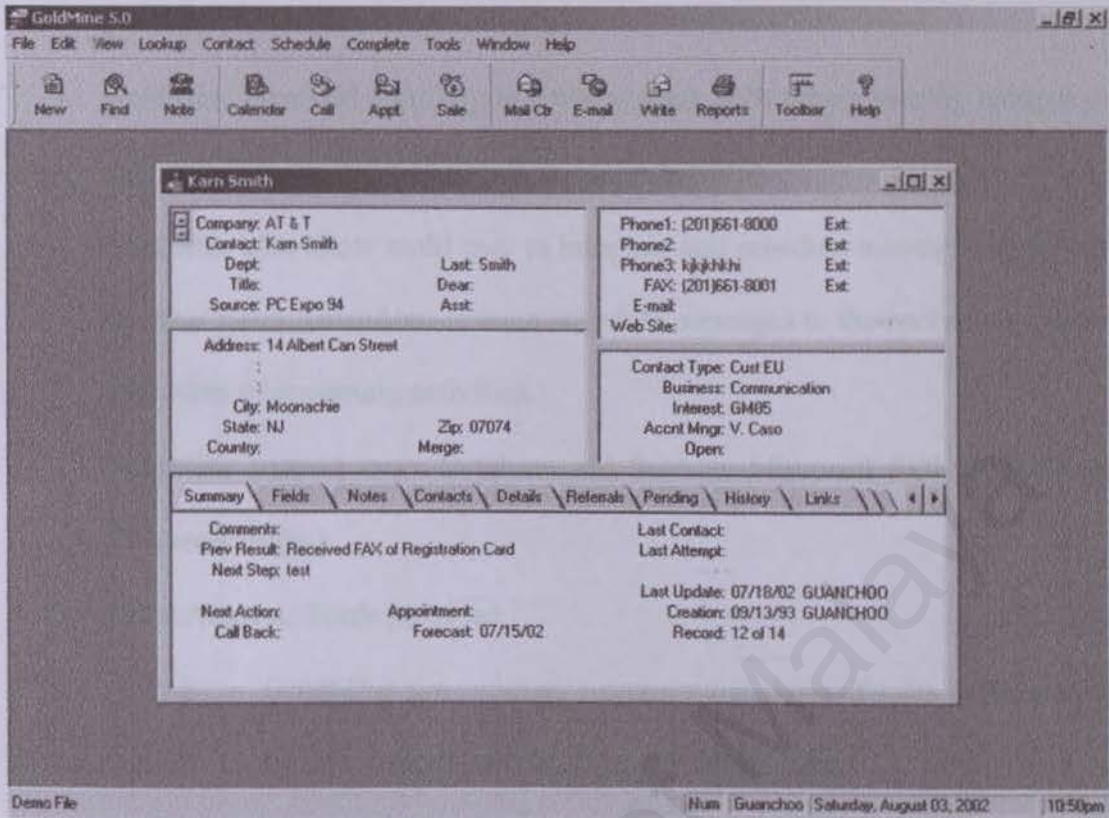 GoldMine 5.0
File Edit View Lookup Contact Schedule Complete Tools Window Help
New Find Note Calendar Call Appt. Sale Mail Ctr E-mail Write Reports Toolbar Help
Karn Smith
Company: AT & T
Contact: Karn Smith
Dept:
Last: Smith
Title:
Dear:
Source: PC Expo 94
Asst:
Phone1: (201)661-8000 Ext:
Phone2: Ext:
Phone3: kjkjkhkhi Ext:
FAX: (201)661-8001 Ext:
E-mail:
Web Site:
Address: 14 Albert Can Street
City: Moonachie
State: NJ Zip: 07074
Country: Merge:
Contact Type: Cust EU
Business: Communication
Interest: GM05
Accnt Mngr: V. Caso
Open:
Summary Fields Notes Contacts Details Referrals Pending History Links
Comments:
Prev Result: Received FAX of Registration Card
Next Step: test
Next Action: Appointment:
Call Back: Forecast: 07/15/02
Last Contact:
Last Attempt:
Last Update: 07/18/02 GUANCHOO
Creation: 09/13/93 GUANCHOO
Record: 12 of 14
Demo File Num Guanchoo Saturday, August 03, 2002 10:50pm
Malaya